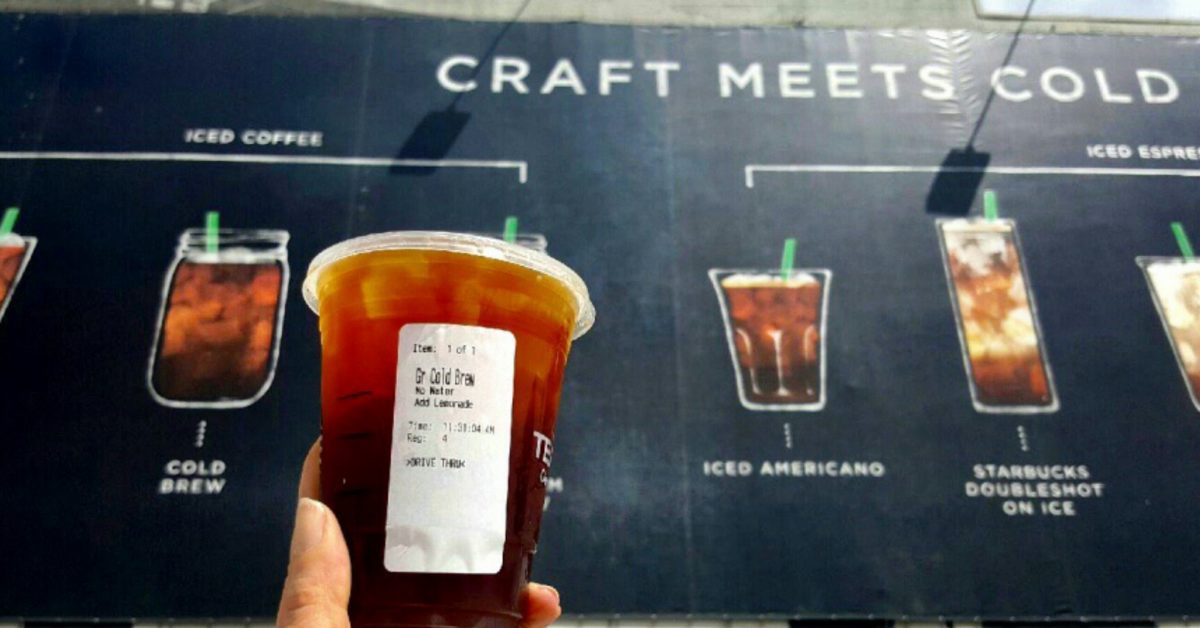 CRAFT MEETS COLD
ICED COFFEE
ICED
COLD
BREW
ICED AMERICANO
STARBUCKS
DOUBLESHOT
ON ICE
Item: 1 of 1
Gr Cold Brew
No Water
Add Lemonade
Time: 11:38:04 AM
Reg: 4
>DRIVE THRU<